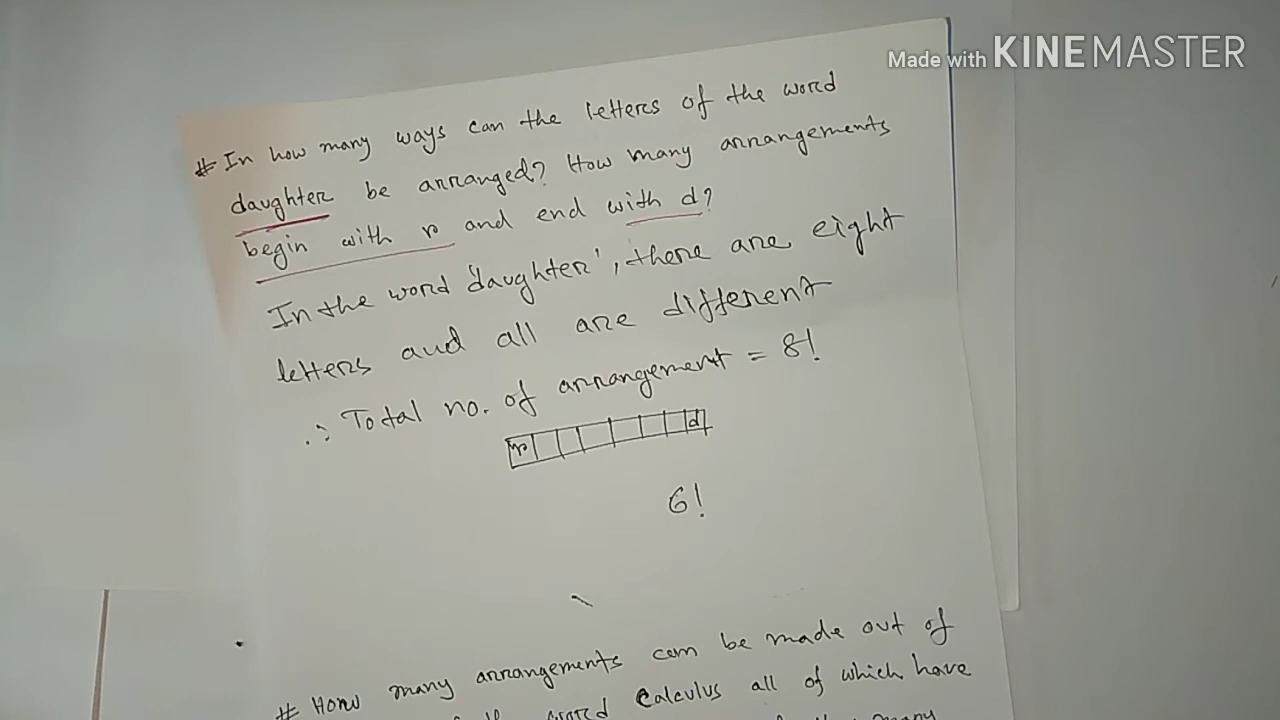 Made with KINEMASTER
# In how many ways can the letters of the word
daughter be arranged? How many arrangements
begin with r and end with d?
In the word 'daughter', there are eight
letters and all are different
∴ Total no. of arrangement = 8!
r d
6!
# How many arrangements can be made out of
word calculus all of which have
many